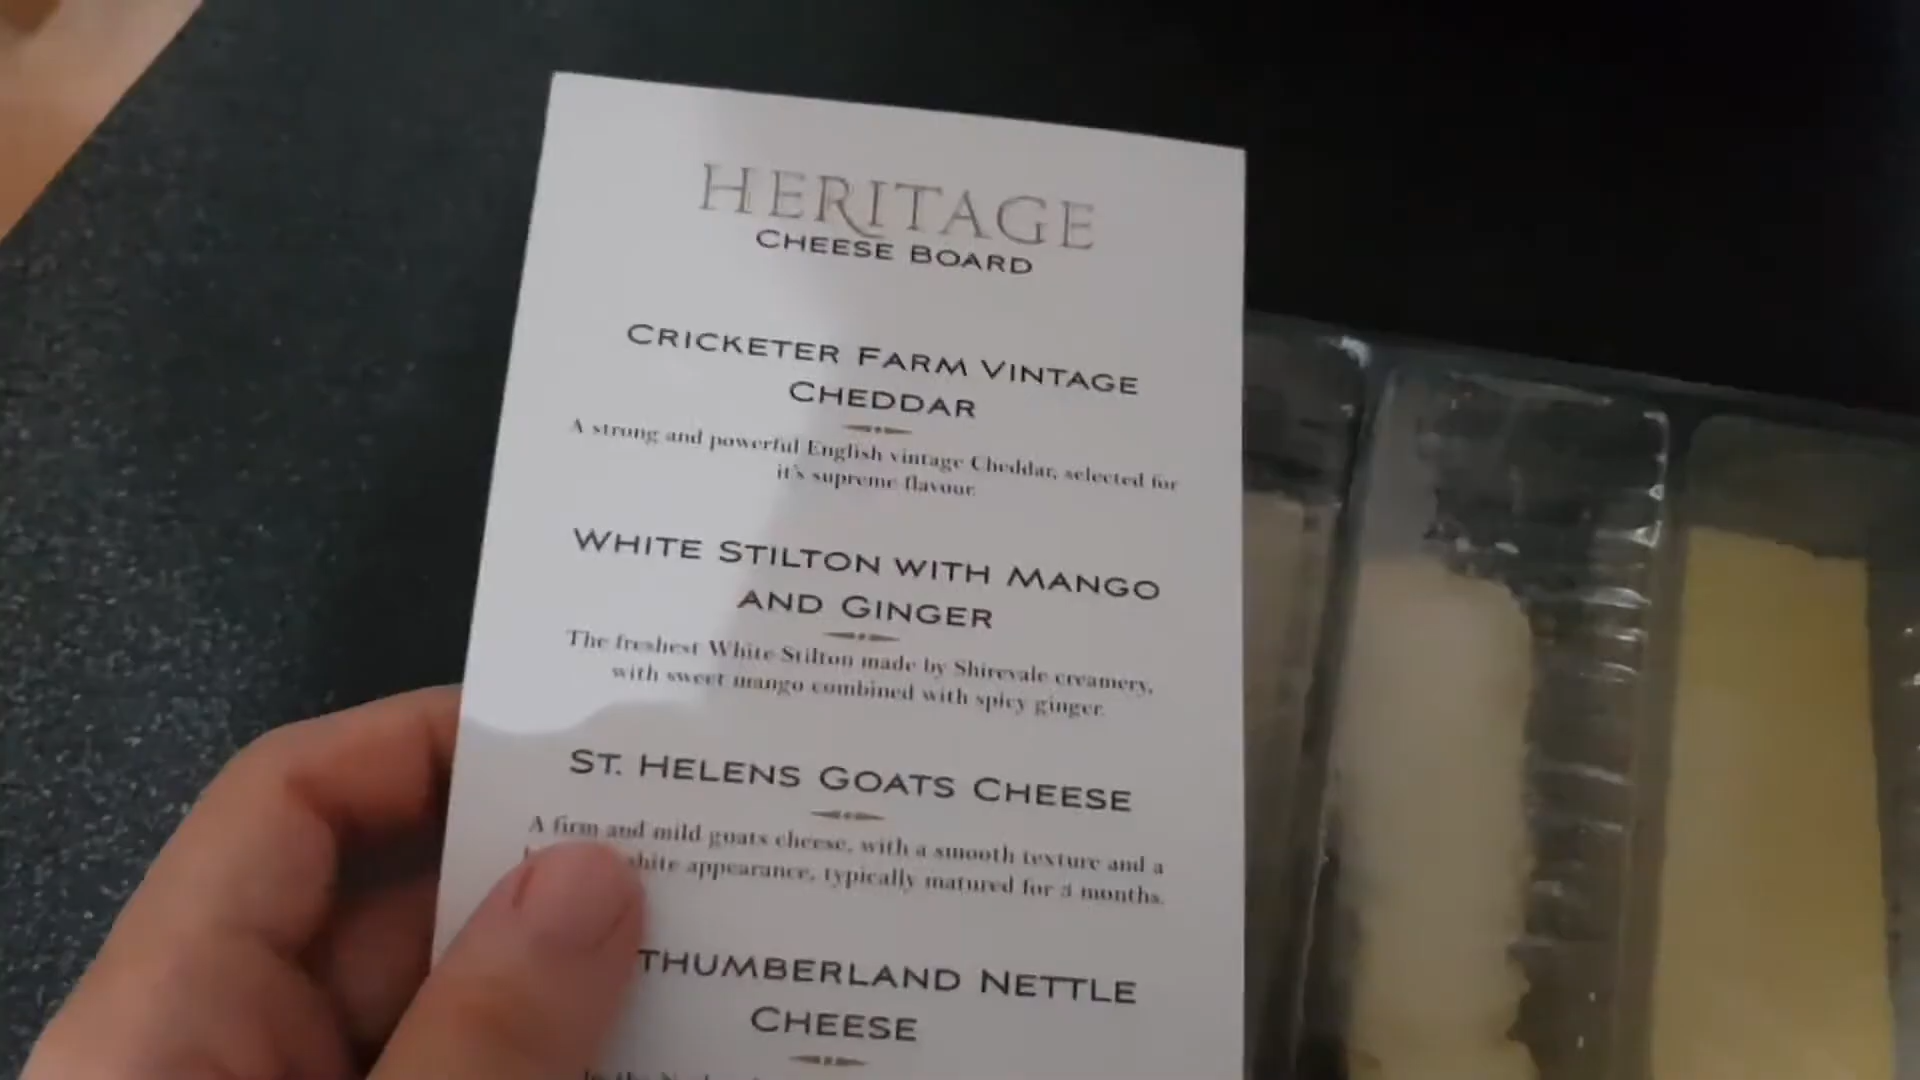 HERITAGE
CHEESE BOARD
CRICKETER FARM VINTAGE
CHEDDAR
A strong and powerful English vintage Cheddar, selected for
it's supreme flavour.
WHITE STILTON WITH MANGO
AND GINGER
The freshest White Stilton made by Shirevale creamery,
with sweet mango combined with spicy ginger.
ST. HELENS GOATS CHEESE
A firm and mild goats cheese, with a smooth texture and a
white appearance, typically matured for 3 months.
THUMBERLAND NETTLE
CHEESE